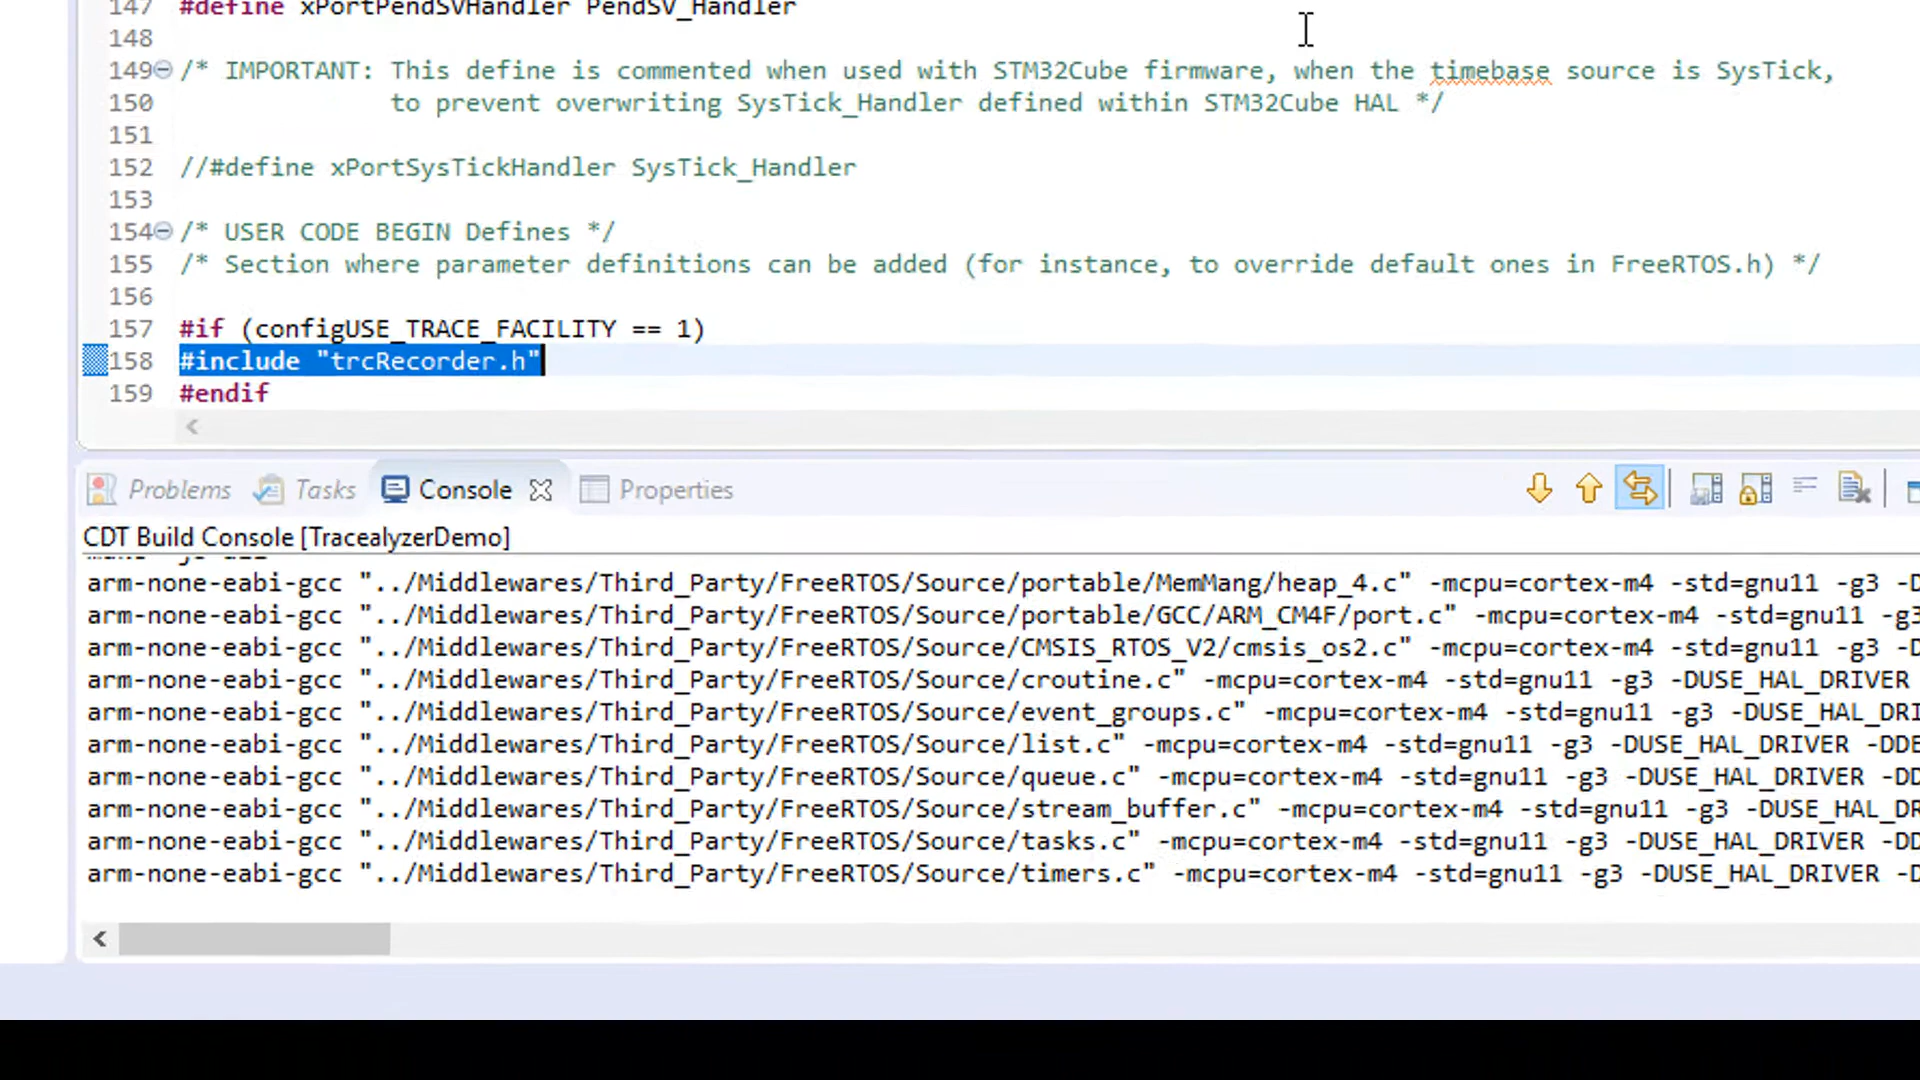 147 #define xPortPendSVHandler PendSV_Handler
148
149 /* IMPORTANT: This define is commented when used with STM32Cube firmware, when the timebase source is SysTick,
150 to prevent overwriting SysTick_Handler defined within STM32Cube HAL */
151
152 //#define xPortSysTickHandler SysTick_Handler
153
154 /* USER CODE BEGIN Defines */
155 /* Section where parameter definitions can be added (for instance, to override default ones in FreeRTOS.h) */
156
157 #if (configUSE_TRACE_FACILITY == 1)
158 #include "trcRecorder.h"
159 #endif
Problems Tasks Console Properties
CDT Build Console [TracealyzerDemo]
arm-none-eabi-gcc "../Middlewares/Third_Party/FreeRTOS/Source/portable/MemMang/heap_4.c" -mcpu=cortex-m4 -std=gnu11 -g3 -D
arm-none-eabi-gcc "../Middlewares/Third_Party/FreeRTOS/Source/portable/GCC/ARM_CM4F/port.c" -mcpu=cortex-m4 -std=gnu11 -g3
arm-none-eabi-gcc "../Middlewares/Third_Party/FreeRTOS/Source/CMSIS_RTOS_V2/cmsis_os2.c" -mcpu=cortex-m4 -std=gnu11 -g3 -D
arm-none-eabi-gcc "../Middlewares/Third_Party/FreeRTOS/Source/croutine.c" -mcpu=cortex-m4 -std=gnu11 -g3 -DUSE_HAL_DRIVER
arm-none-eabi-gcc "../Middlewares/Third_Party/FreeRTOS/Source/event_groups.c" -mcpu=cortex-m4 -std=gnu11 -g3 -DUSE_HAL_DRI
arm-none-eabi-gcc "../Middlewares/Third_Party/FreeRTOS/Source/list.c" -mcpu=cortex-m4 -std=gnu11 -g3 -DUSE_HAL_DRIVER -DDE
arm-none-eabi-gcc "../Middlewares/Third_Party/FreeRTOS/Source/queue.c" -mcpu=cortex-m4 -std=gnu11 -g3 -DUSE_HAL_DRIVER -DD
arm-none-eabi-gcc "../Middlewares/Third_Party/FreeRTOS/Source/stream_buffer.c" -mcpu=cortex-m4 -std=gnu11 -g3 -DUSE_HAL_DR
arm-none-eabi-gcc "../Middlewares/Third_Party/FreeRTOS/Source/tasks.c" -mcpu=cortex-m4 -std=gnu11 -g3 -DUSE_HAL_DRIVER -DD
arm-none-eabi-gcc "../Middlewares/Third_Party/FreeRTOS/Source/timers.c" -mcpu=cortex-m4 -std=gnu11 -g3 -DUSE_HAL_DRIVER -D